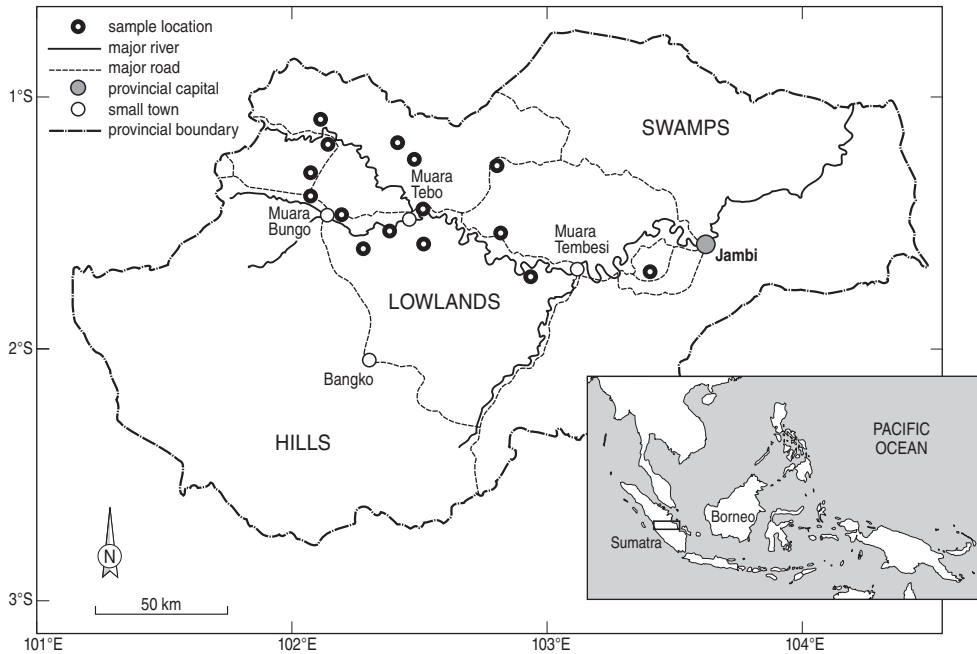 sample location
major river
major road
provincial capital
small town
provincial boundary
1°S
SWAMPS
Muara
Tebo
Muara
Bungo
Muara
Tembesi
Jambi
LOWLANDS
2°S
Bangko
HILLS
PACIFIC
OCEAN
Borneo
Sumatra
N
50 km
3°S
101°E
102°E
103°E
104°E